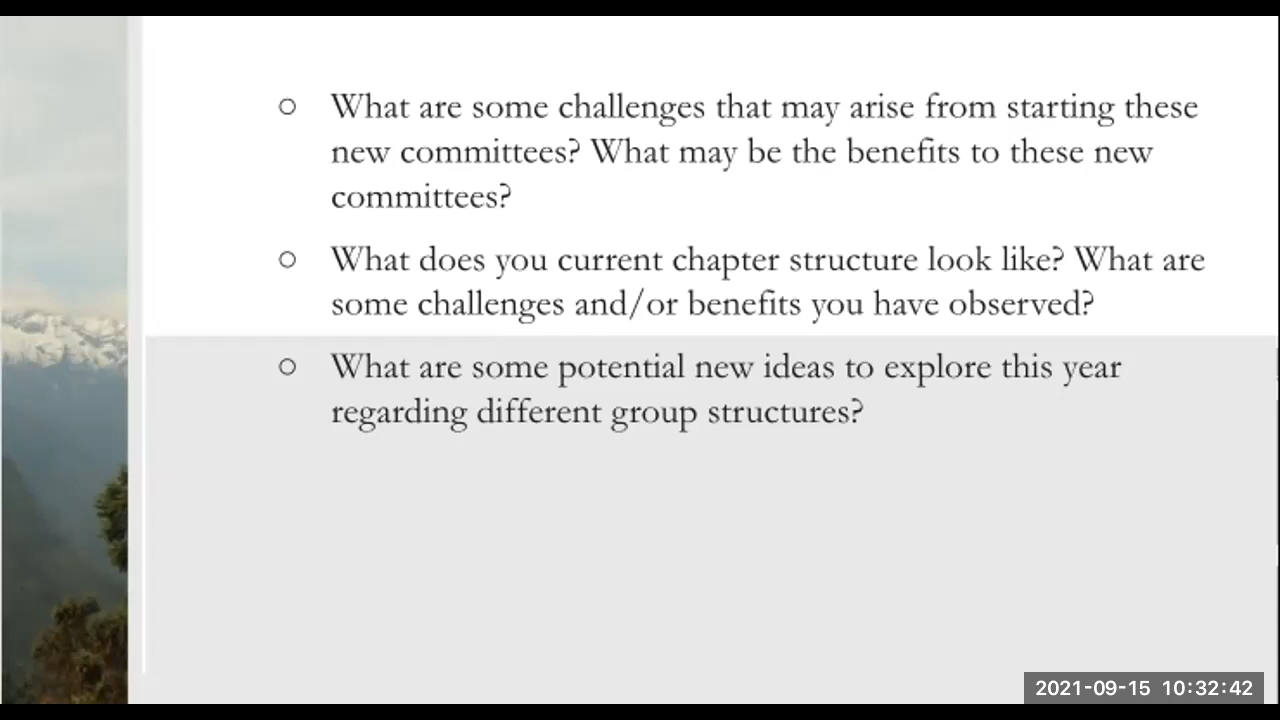 ○ What are some challenges that may arise from starting these
new committees? What may be the benefits to these new
committees?
○ What does you current chapter structure look like? What are
some challenges and/or benefits you have observed?
○ What are some potential new ideas to explore this year
regarding different group structures?
2021-09-15 10:32:42